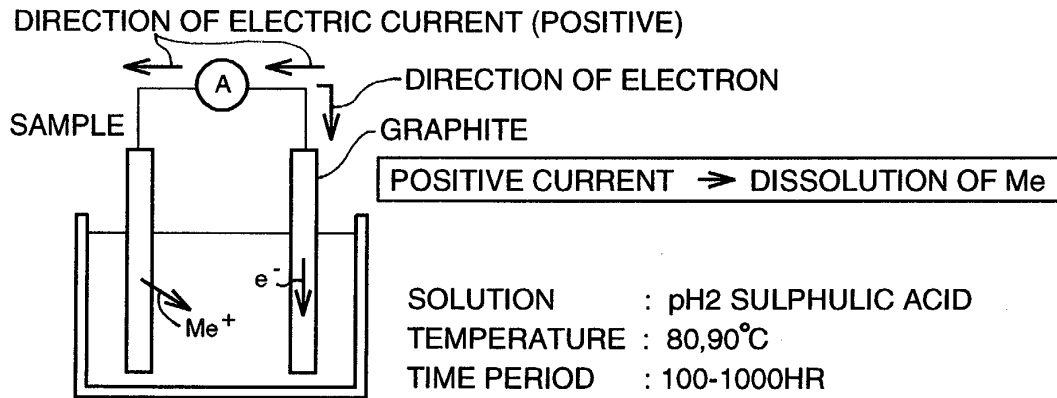 DIRECTION OF ELECTRIC CURRENT (POSITIVE)
A
DIRECTION OF ELECTRON
SAMPLE
GRAPHITE
POSITIVE CURRENT → DISSOLUTION OF Me
e⁻
Me⁺
SOLUTION : pH2 SULPHULIC ACID
TEMPERATURE : 80,90°C
TIME PERIOD : 100-1000HR